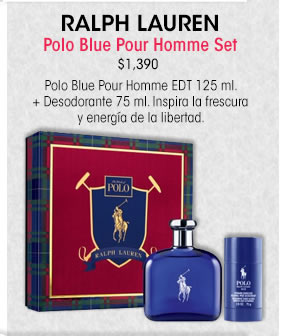 RALPH LAUREN
Polo Blue Pour Homme Set
$1,390
Polo Blue Pour Homme EDT 125 ml.
+ Desodorante 75 ml. Inspira la frescura
y energía de la libertad.
POLO
RALPH LAUREN
POLO